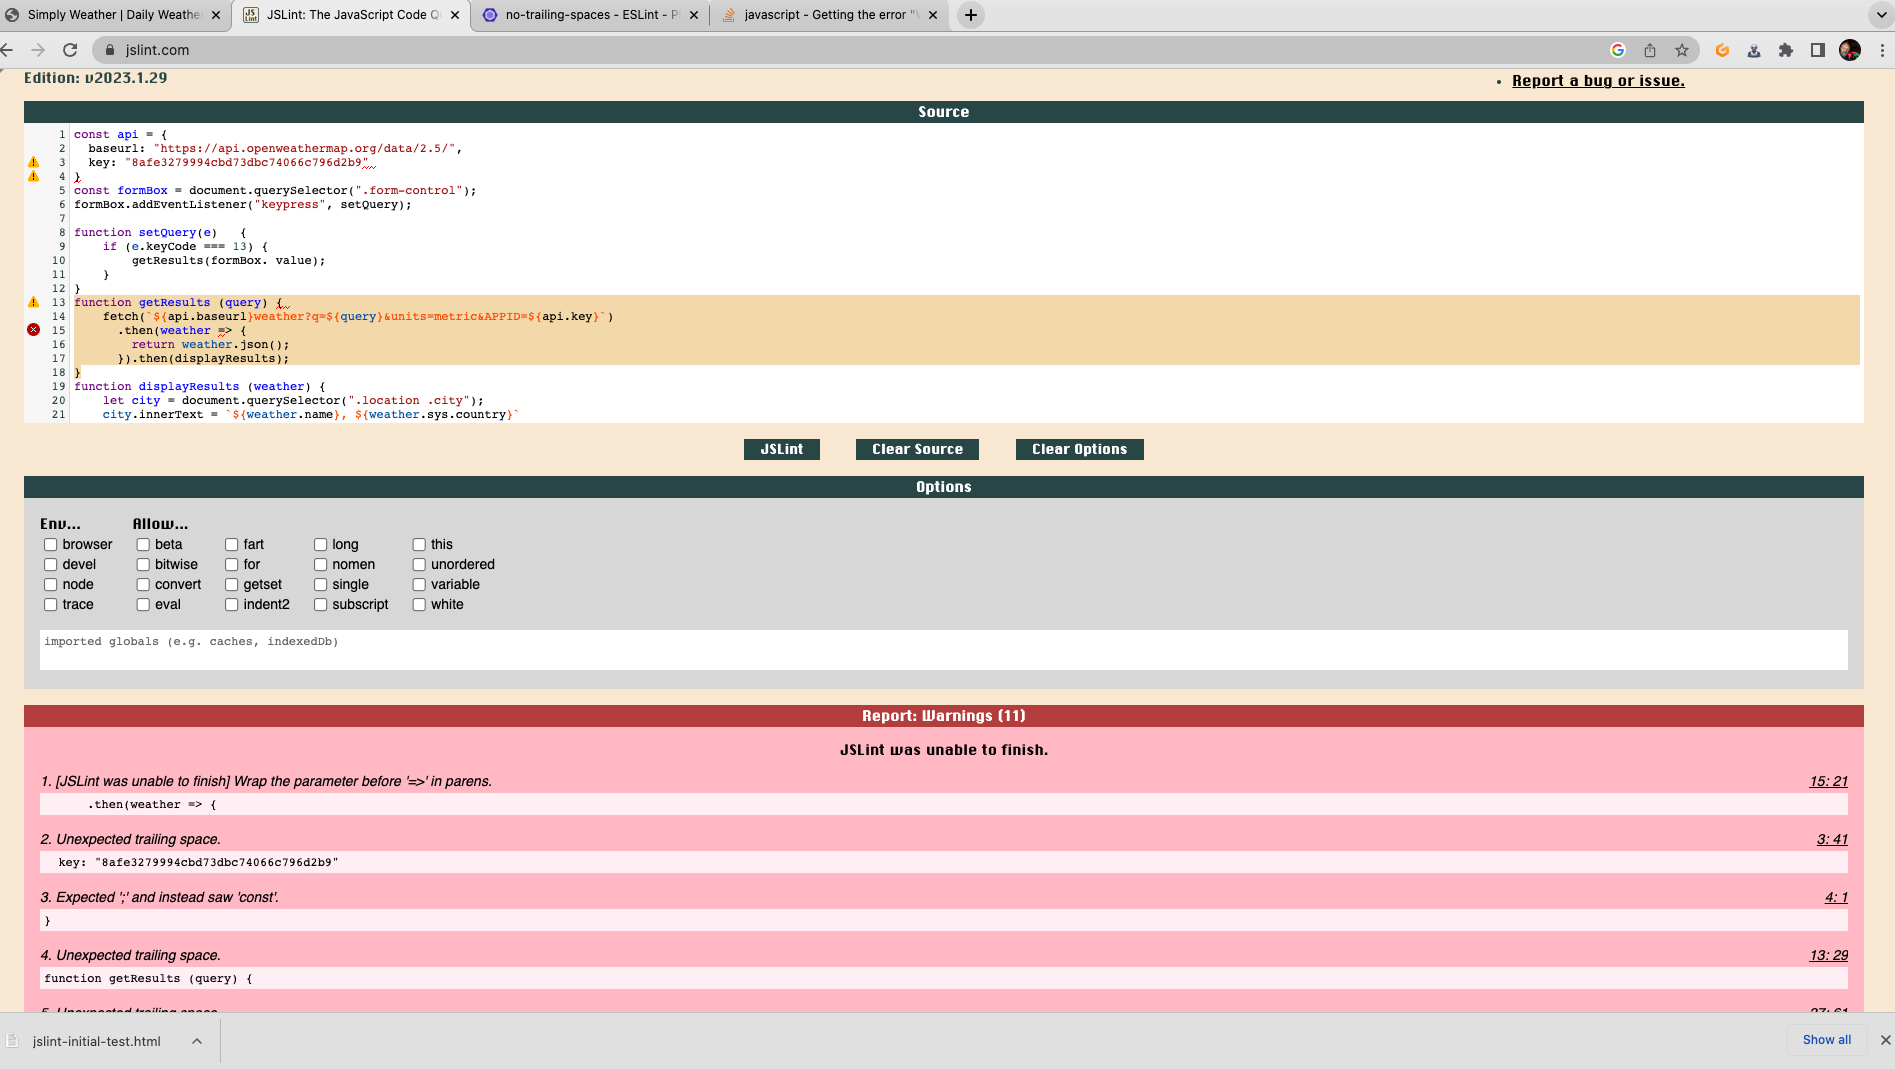 Simply Weather | Daily Weathe
JSLint: The JavaScript Code Q
no-trailing-spaces - ESLint - P
javascript - Getting the error "
jslint.com
Edition: v2023.1.29
Report a bug or issue.
Source
1 const api = {
2 baseurl: "https://api.openweathermap.org/data/2.5/",
3 key: "8afe3279994cbd73dbc74066c796d2b9"
4 }
5 const formBox = document.querySelector(".form-control");
6 formBox.addEventListener("keypress", setQuery);
7
8 function setQuery(e)   {
9     if (e.keyCode === 13) {
10         getResults(formBox. value);
11     }
12 }
13 function getResults (query) {
14     fetch(`${api.baseurl}weather?q=${query}&units=metric&APPID=${api.key}`)
15       .then(weather => {
16         return weather.json();
17       }).then(displayResults);
18 }
19 function displayResults (weather) {
20     let city = document.querySelector(".location .city");
21     city.innerText = `${weather.name}, ${weather.sys.country}`
JSLint Clear Source Clear Options
Options
Env... Allow...
browser beta fart long this
devel bitwise for nomen unordered
node convert getset single variable
trace eval indent2 subscript white
imported globals (e.g. caches, indexedDb)
Report: Warnings (11)
JSLint was unable to finish.
1. [JSLint was unable to finish] Wrap the parameter before '=>' in parens. 15: 21
.then(weather => {
2. Unexpected trailing space. 3: 41
key: "8afe3279994cbd73dbc74066c796d2b9"
3. Expected ';' and instead saw 'const'. 4: 1
}
4. Unexpected trailing space. 13: 29
function getResults (query) {
5. Unexpected trailing space. 27: 61
jslint-initial-test.html
Show all